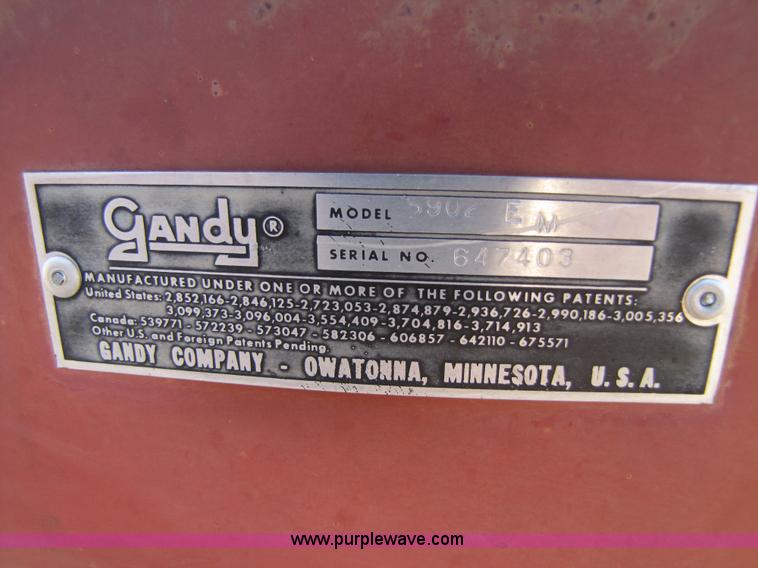 Gandy®
MODEL 5902 E M
SERIAL NO. 647403
MANUFACTURED UNDER ONE OR MORE OF THE FOLLOWING PATENTS:
United States: 2,852,166-2,846,125-2,723,053-2,874,879-2,936,726-2,990,186-3,005,356
3,099,373-3,096,004-3,554,409-3,704,816-3,714,913
Canada: 539771 - 572239 - 573047 - 582306 - 606857 - 642110 - 675571
Other U.S. and Foreign Patents Pending.
GANDY COMPANY - OWATONNA, MINNESOTA, U.S.A.
www.purplewave.com